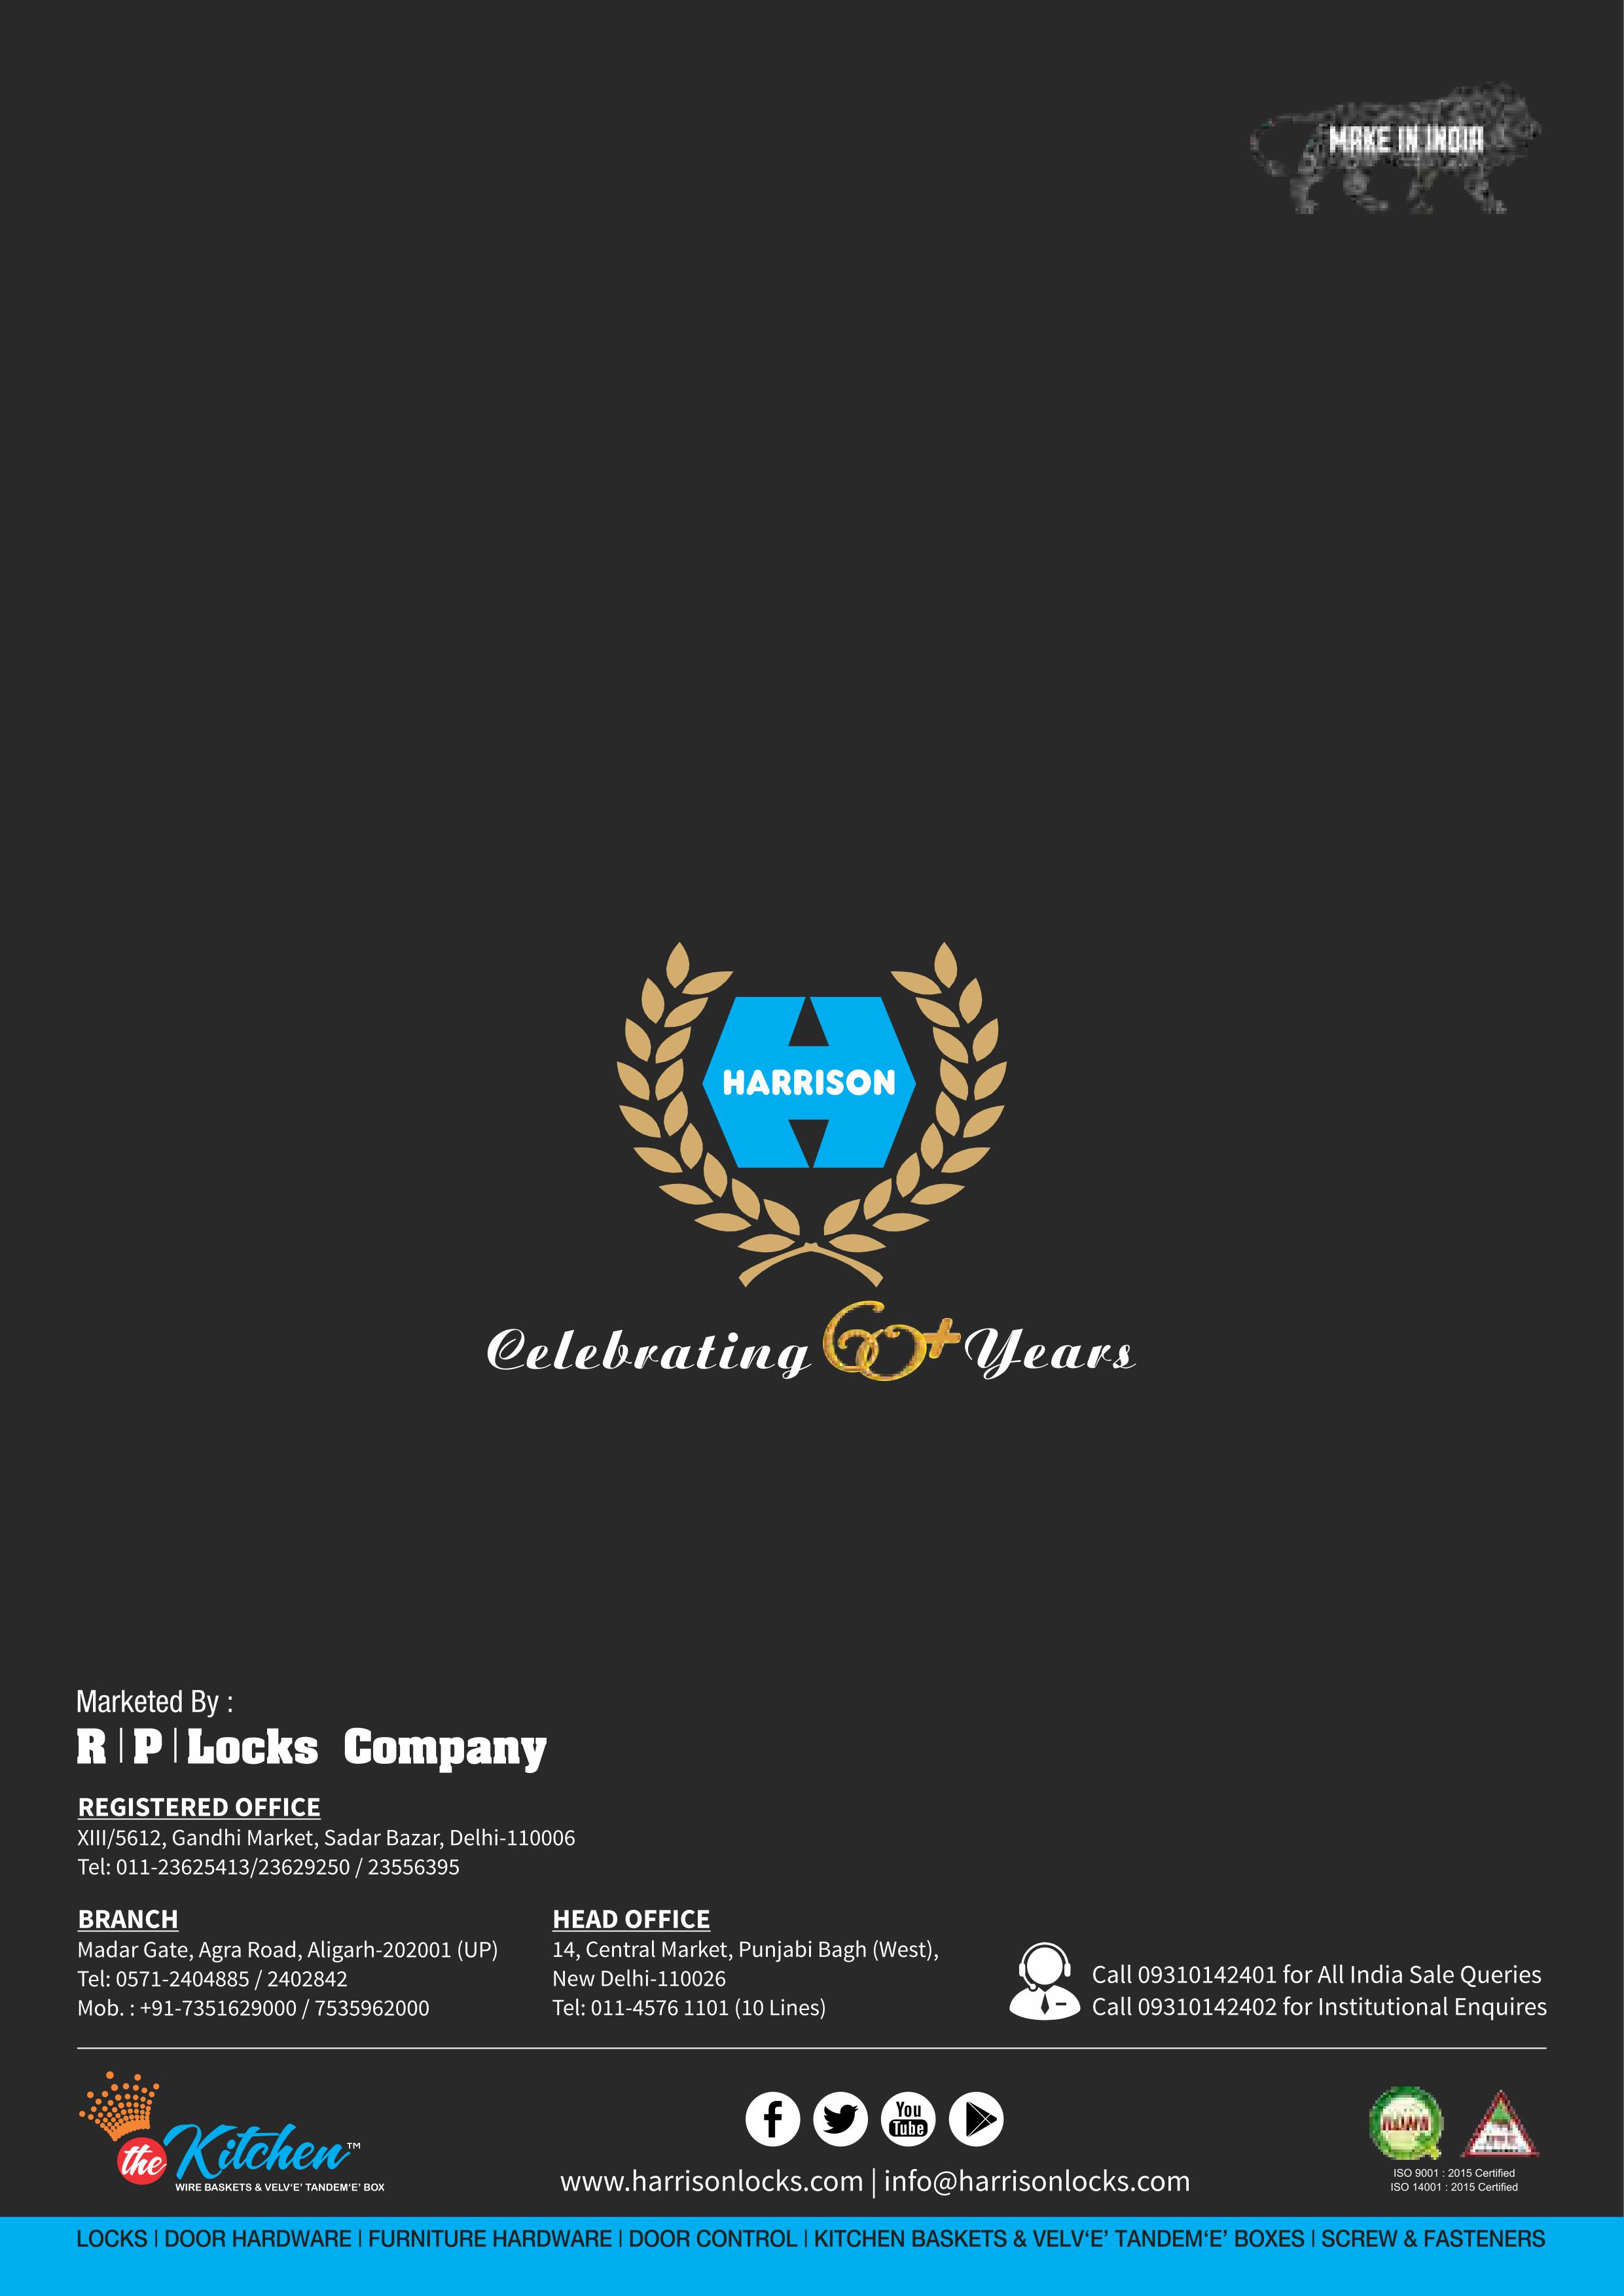 MAKE IN INDIA
HARRISON
Celebrating 60+ Years
Marketed By :
R|P|Locks Company
REGISTERED OFFICE
XIII/5612, Gandhi Market, Sadar Bazar, Delhi-110006
Tel: 011-23625413/23629250 / 23556395
BRANCH
Madar Gate, Agra Road, Aligarh-202001 (UP)
Tel: 0571-2404885 / 2402842
Mob. : +91-7351629000 / 7535962000
HEAD OFFICE
14, Central Market, Punjabi Bagh (West),
New Delhi-110026
Tel: 011-4576 1101 (10 Lines)
Call 09310142401 for All India Sale Queries
Call 09310142402 for Institutional Enquires
the Kitchen™
WIRE BASKETS & VELV‘E’ TANDEM‘E’ BOX
You
Tube
www.harrisonlocks.com | info@harrisonlocks.com
ISO 9001 : 2015 Certified
ISO 14001 : 2015 Certified
LOCKS | DOOR HARDWARE | FURNITURE HARDWARE | DOOR CONTROL | KITCHEN BASKETS & VELV‘E’ TANDEM‘E’ BOXES | SCREW & FASTENERS